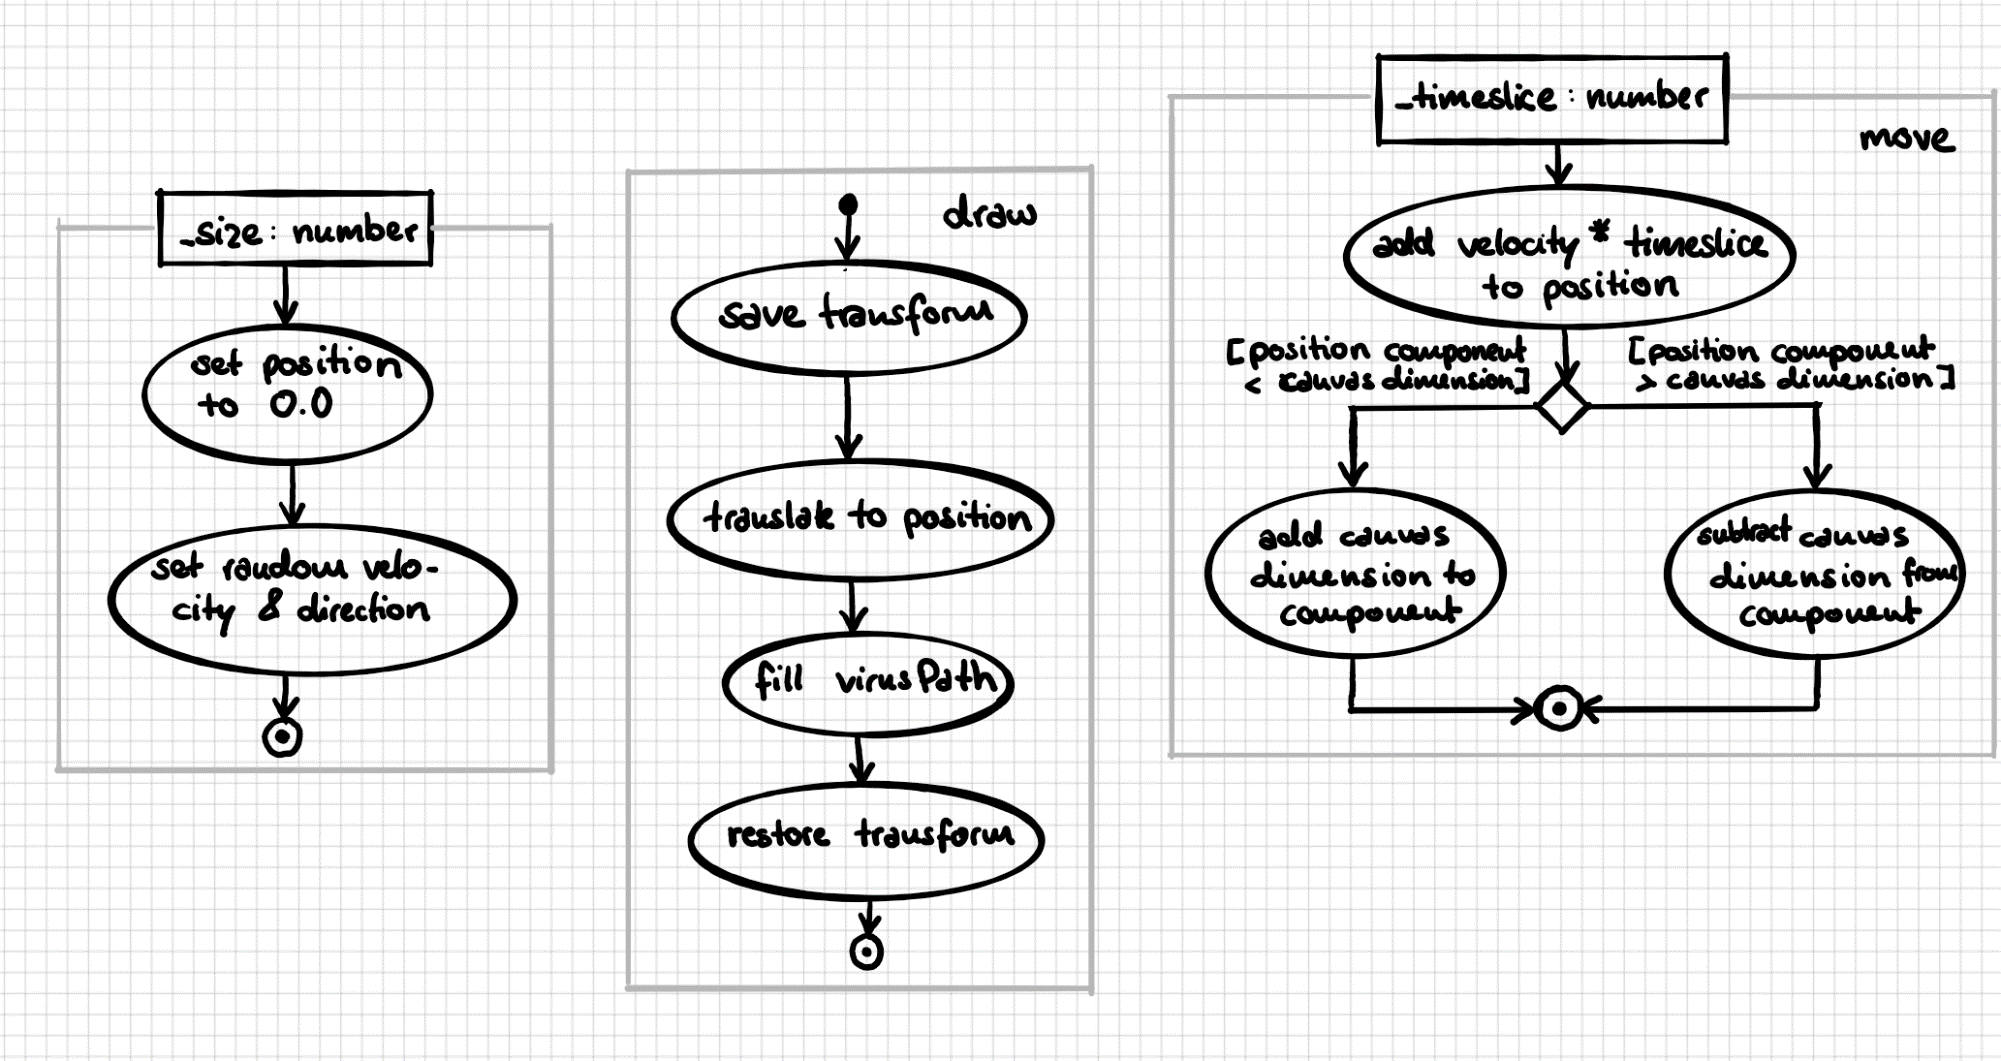 _size: number
set position
to 0.0
set random velo-
city & direction
draw
save transform
translate to position
fill virusPath
restore transform
_timeslice: number
move
add velocity * timeslice
to position
[position component
< canvas dimension]
[position component
> canvas dimension]
add canvas
dimension to
component
subtract canvas
dimension from
component